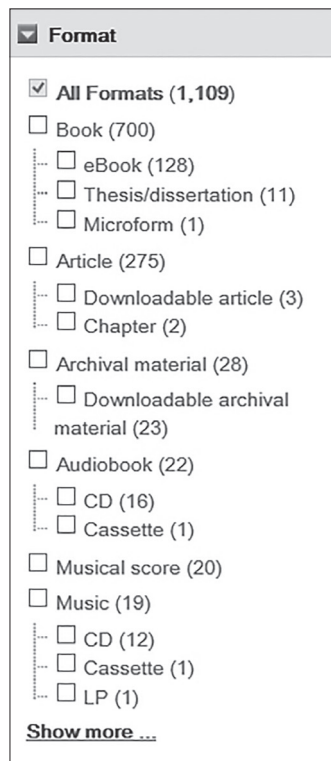 Format
All Formats (1,109)
Book (700)
eBook (128)
Thesis/dissertation (11)
Microform (1)
Article (275)
Downloadable article (3)
Chapter (2)
Archival material (28)
Downloadable archival
material (23)
Audiobook (22)
CD (16)
Cassette (1)
Musical score (20)
Music (19)
CD (12)
Cassette (1)
LP (1)
Show more ...